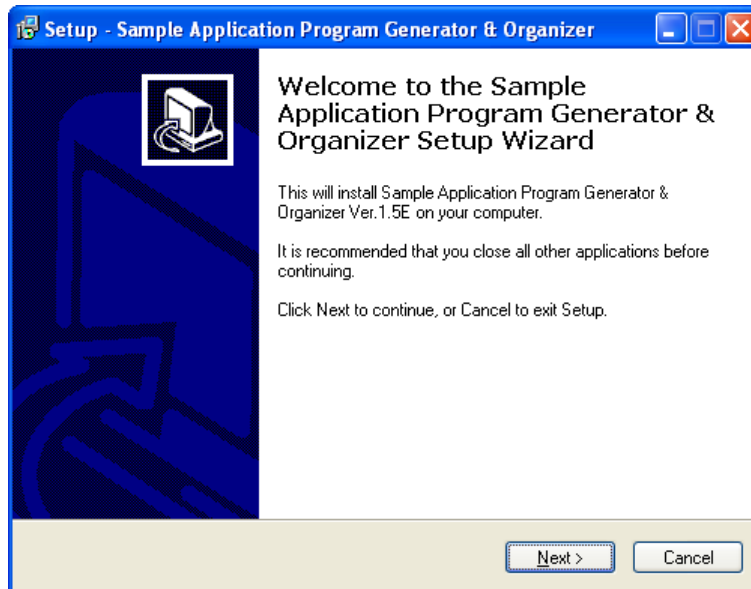 Setup - Sample Application Program Generator & Organizer
Welcome to the Sample
Application Program Generator &
Organizer Setup Wizard
This will install Sample Application Program Generator &
Organizer Ver.1.5E on your computer.
It is recommended that you close all other applications before
continuing.
Click Next to continue, or Cancel to exit Setup.
Next >
Cancel